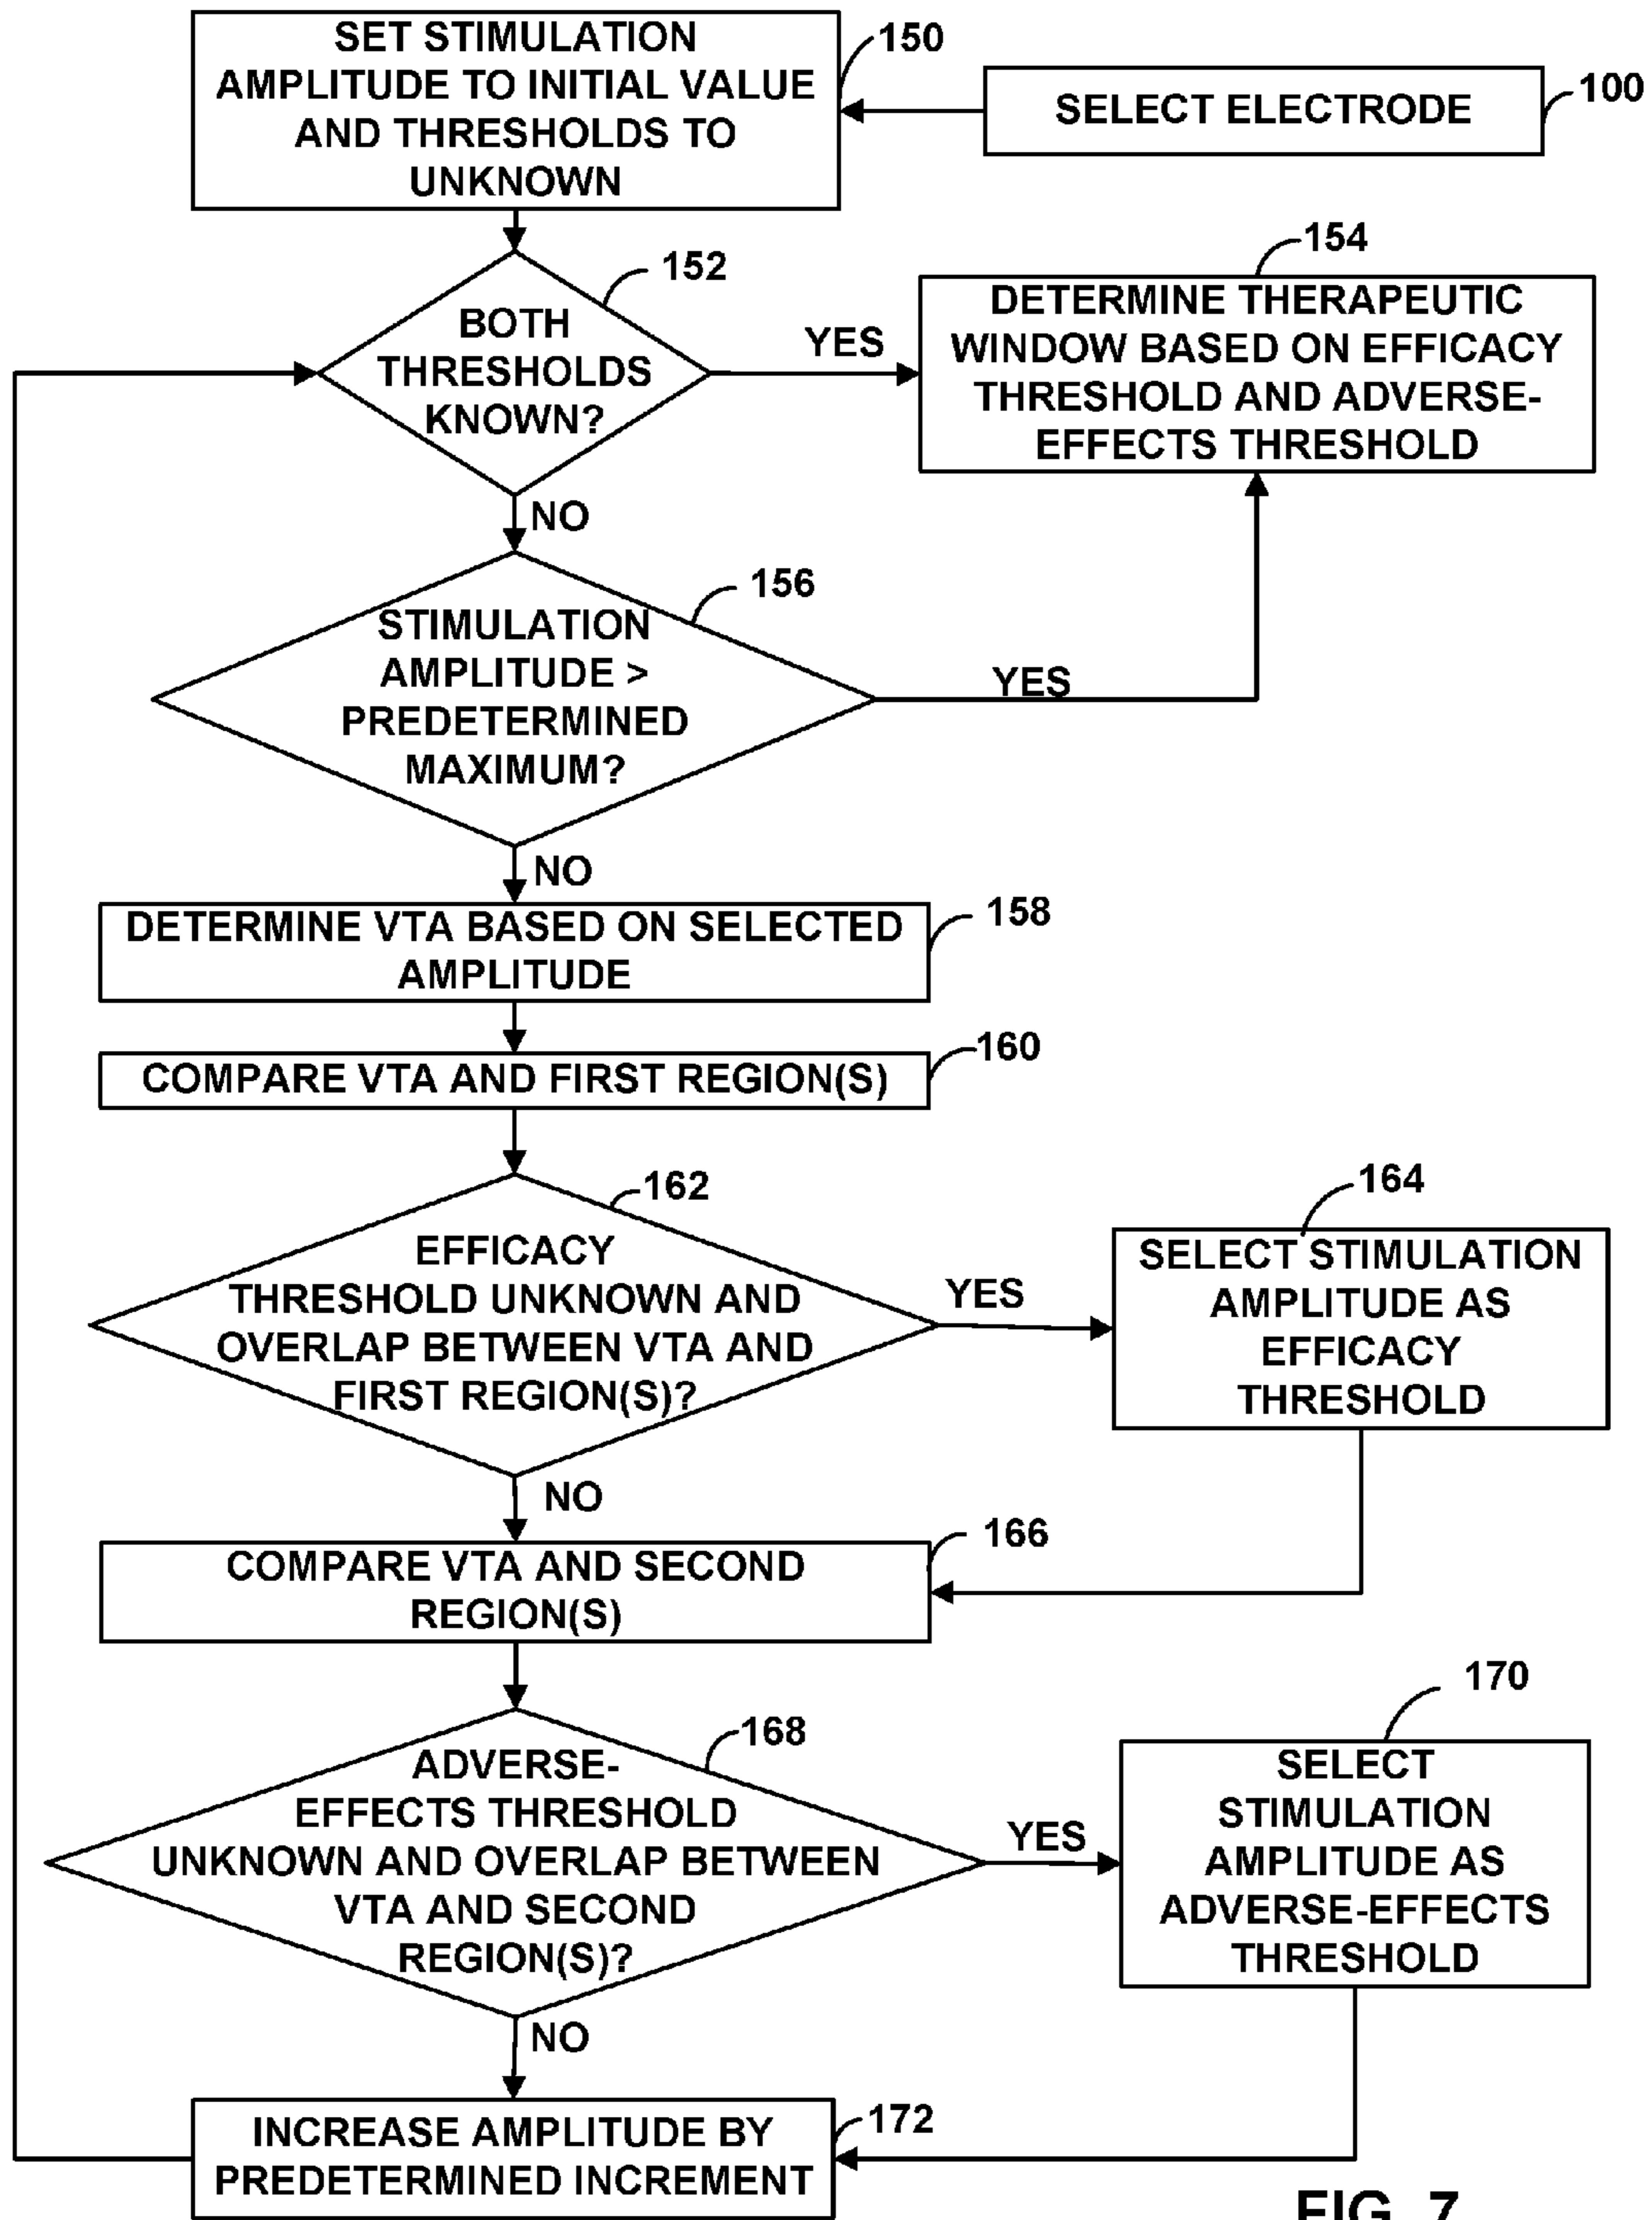 SET STIMULATION
AMPLITUDE TO INITIAL VALUE
AND THRESHOLDS TO
UNKNOWN
150
SELECT ELECTRODE
100
BOTH
THRESHOLDS
KNOWN?
152
YES
DETERMINE THERAPEUTIC
WINDOW BASED ON EFFICACY
THRESHOLD AND ADVERSE-
EFFECTS THRESHOLD
154
NO
STIMULATION
AMPLITUDE >
PREDETERMINED
MAXIMUM?
156
YES
NO
DETERMINE VTA BASED ON SELECTED
AMPLITUDE
158
COMPARE VTA AND FIRST REGION(S)
160
EFFICACY
THRESHOLD UNKNOWN AND
OVERLAP BETWEEN VTA AND
FIRST REGION(S)?
162
YES
SELECT STIMULATION
AMPLITUDE AS
EFFICACY
THRESHOLD
164
NO
COMPARE VTA AND SECOND
REGION(S)
166
ADVERSE-
EFFECTS THRESHOLD
UNKNOWN AND OVERLAP BETWEEN
VTA AND SECOND
REGION(S)?
168
YES
SELECT
STIMULATION
AMPLITUDE AS
ADVERSE-EFFECTS
THRESHOLD
170
NO
INCREASE AMPLITUDE BY
PREDETERMINED INCREMENT
172
FIG. 7